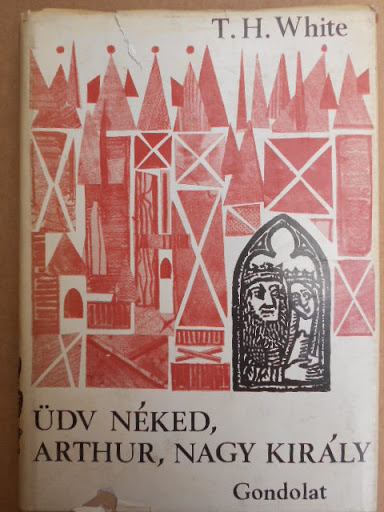 T. H. White
ÜDV NÉKED,
ARTHUR, NAGY KIRÁLY
Gondolat